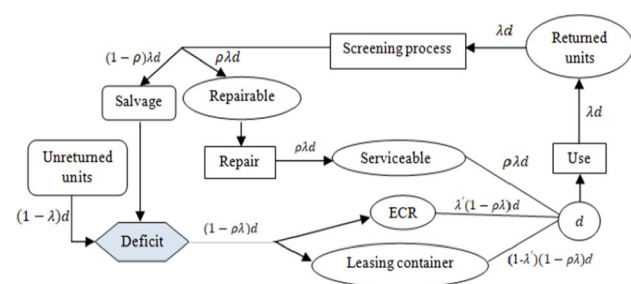 λd
Returned
units
Screening process
(1 − ρ)λd
ρλd
λd
Salvage
Repairable
Unreturned
units
Repair
ρλd
Serviceable
ρλd
Use
(1 − λ)d
Deficit
(1 − ρλ)d
ECR
λ′(1 − ρλ)d
d
Leasing container
(1-λ′)(1 − ρλ)d